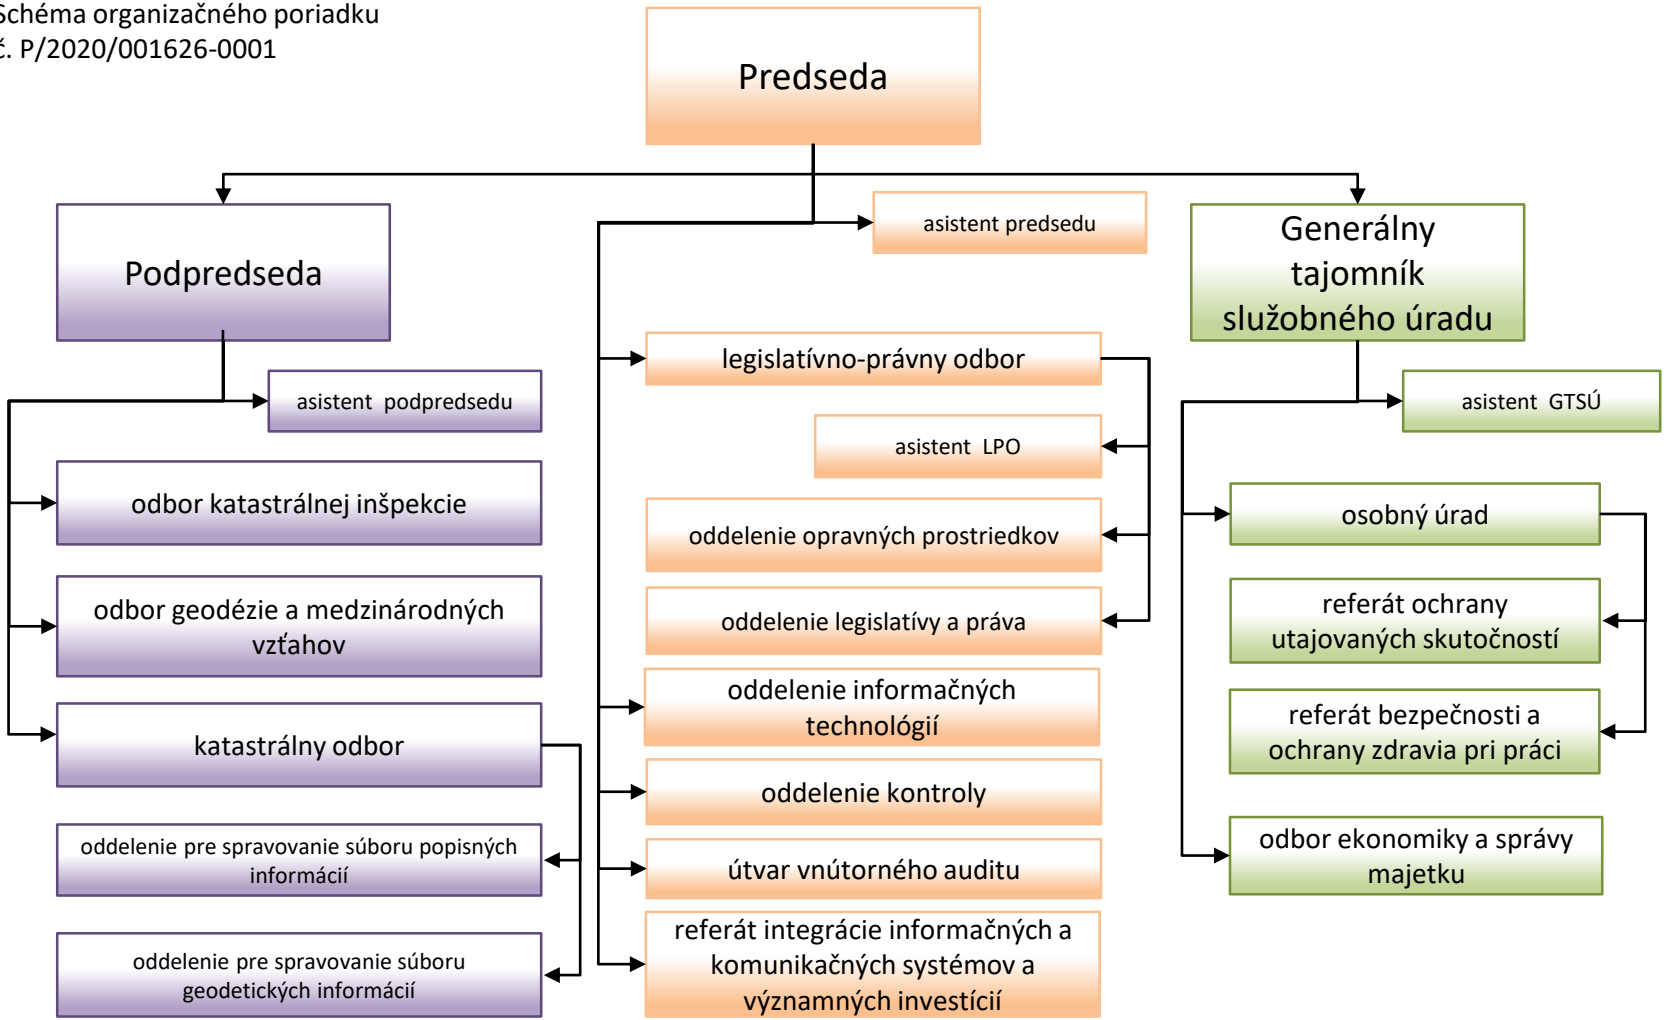 Schéma organizačného poriadku
č. P/2020/001626-0001
Predseda
asistent predsedu
Podpredseda
asistent podpredsedu
odbor katastrálnej inšpekcie
odbor geodézie a medzinárodných
vzťahov
katastrálny odbor
oddelenie pre spravovanie súboru popisných
informácií
oddelenie pre spravovanie súboru
geodetických informácií
legislatívno-právny odbor
asistent LPO
oddelenie opravných prostriedkov
oddelenie legislatívy a práva
oddelenie informačných
technológií
oddelenie kontroly
útvar vnútorného auditu
referát integrácie informačných a
komunikačných systémov a
významných investícií
Generálny
tajomník
služobného úradu
asistent GTSÚ
osobný úrad
referát ochrany
utajovaných skutočností
referát bezpečnosti a
ochrany zdravia pri práci
odbor ekonomiky a správy
majetku